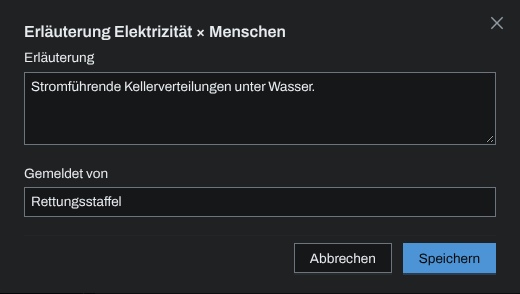 Erläuterung Elektrizität × Menschen
Erläuterung
Stromführende Kellerverteilungen unter Wasser.
Gemeldet von
Rettungsstaffel
Abbrechen Speichern